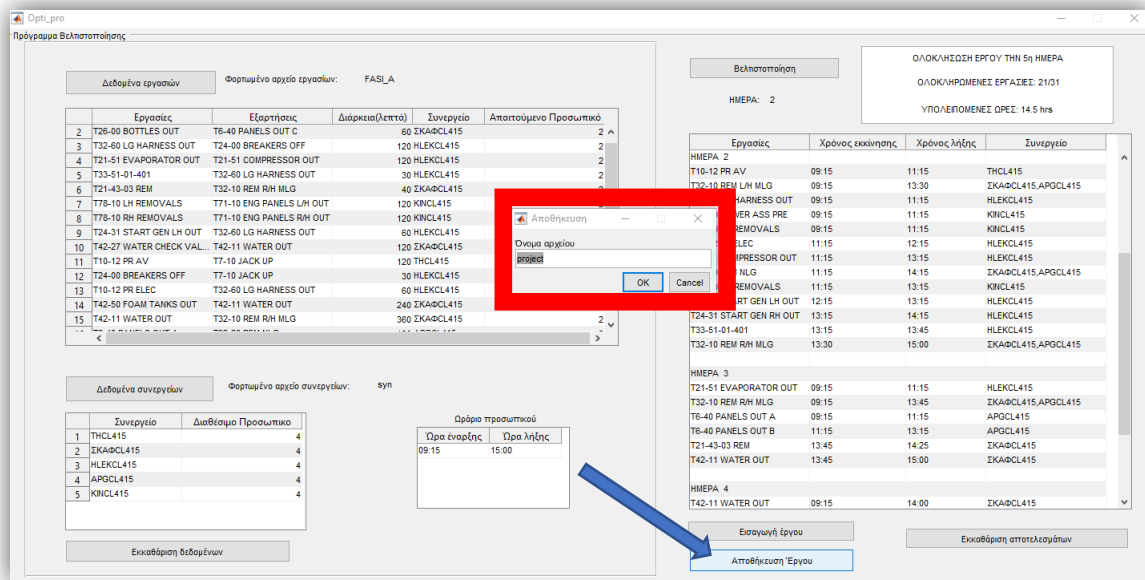 Opti_pro
Πρόγραμμα Βελτιστοποίησης
Δεδομένα εργασιών Φορτωμένο αρχείο εργασιών: FASI_A
Εργασίες Εξαρτήσεις Διάρκεια(λεπτά) Συνεργείο Απαιτούμενο Προσωπικό
2 T26-00 BOTTLES OUT T6-40 PANELS OUT C 60 ΣΚΑΦCL415 2
3 T32-60 LG HARNESS OUT T24-00 BREAKERS OFF 120 HLEKCL415 2
4 T21-51 EVAPORATOR OUT T21-51 COMPRESSOR OUT 120 HLEKCL415 2
5 T33-51-01-401 T32-60 LG HARNESS OUT 30 HLEKCL415 2
6 T21-43-03 REM T32-10 REM R/H MLG 40 ΣΚΑΦCL415 2
7 T78-10 LH REMOVALS T71-10 ENG PANELS L/H OUT 120 KINCL415
8 T78-10 RH REMOVALS T71-10 ENG PANELS R/H OUT 120 KINCL415
9 T24-31 START GEN LH OUT T32-60 LG HARNESS OUT 60 HLEKCL415
10 T42-27 WATER CHECK VAL... T42-11 WATER OUT 120 ΣΚΑΦCL415
11 T10-12 PR AV T7-10 JACK UP 120 THCL415
12 T24-00 BREAKERS OFF T7-10 JACK UP 30 HLEKCL415
13 T10-12 PR ELEC T32-60 LG HARNESS OUT 60 HLEKCL415
14 T42-50 FOAM TANKS OUT T42-11 WATER OUT 240 ΣΚΑΦCL415
15 T42-11 WATER OUT T32-10 REM R/H MLG 360 ΣΚΑΦCL415 2
Δεδομένα συνεργείων Φορτωμένο αρχείο συνεργείων: syn
Συνεργείο Διαθέσιμο Προσωπικο
1 THCL415 4
2 ΣΚΑΦCL415 4
3 HLEKCL415 4
4 APGCL415 4
5 KINCL415 4
Ωράριο προσωπικού
Ώρα έναρξης Ώρα λήξης
09:15 15:00
Εκκαθάριση δεδομένων
Αποθήκευση
Όνομα αρχείου
project
OK Cancel
Βελτιστοποίηση
ΗΜΕΡΑ: 2
ΟΛΟΚΛΗΣΩΣΗ ΕΡΓΟΥ ΤΗΝ 5η ΗΜΕΡΑ
ΟΛΟΚΛΗΡΩΜΕΝΕΣ ΕΡΓΑΣΙΕΣ: 21/31
ΥΠΟΛΕΙΠΟΜΕΝΕΣ ΩΡΕΣ: 14.5 hrs
Εργασίες Χρόνος εκκίνησης Χρόνος λήξης Συνεργείο
ΗΜΕΡΑ 2
T10-12 PR AV 09:15 11:15 THCL415
T32-10 REM L/H MLG 09:15 13:30 ΣΚΑΦCL415,APGCL415
HARNESS OUT 09:15 11:15 HLEKCL415
ASS PRE 09:15 11:15 KINCL415
REMOVALS 09:15 11:15 KINCL415
ELEC 11:15 12:15 HLEKCL415
OUT 11:15 13:15 HLEKCL415
NLG 11:15 14:15 ΣΚΑΦCL415,APGCL415
REMOVALS 11:15 13:15 KINCL415
GEN LH OUT 12:15 13:15 HLEKCL415
T24-31 START GEN RH OUT 13:15 14:15 HLEKCL415
T33-51-01-401 13:15 13:45 HLEKCL415
T32-10 REM R/H MLG 13:30 15:00 ΣΚΑΦCL415,APGCL415
ΗΜΕΡΑ 3
T21-51 EVAPORATOR OUT 09:15 11:15 HLEKCL415
T32-10 REM R/H MLG 09:15 13:45 ΣΚΑΦCL415,APGCL415
T6-40 PANELS OUT A 09:15 11:15 APGCL415
T6-40 PANELS OUT B 11:15 13:15 APGCL415
T21-43-03 REM 13:45 14:25 ΣΚΑΦCL415
T42-11 WATER OUT 13:45 15:00 ΣΚΑΦCL415
ΗΜΕΡΑ 4
T42-11 WATER OUT 09:15 14:00 ΣΚΑΦCL415
Εισαγωγή έργου
Αποθήκευση Έργου
Εκκαθάριση αποτελεσμάτων